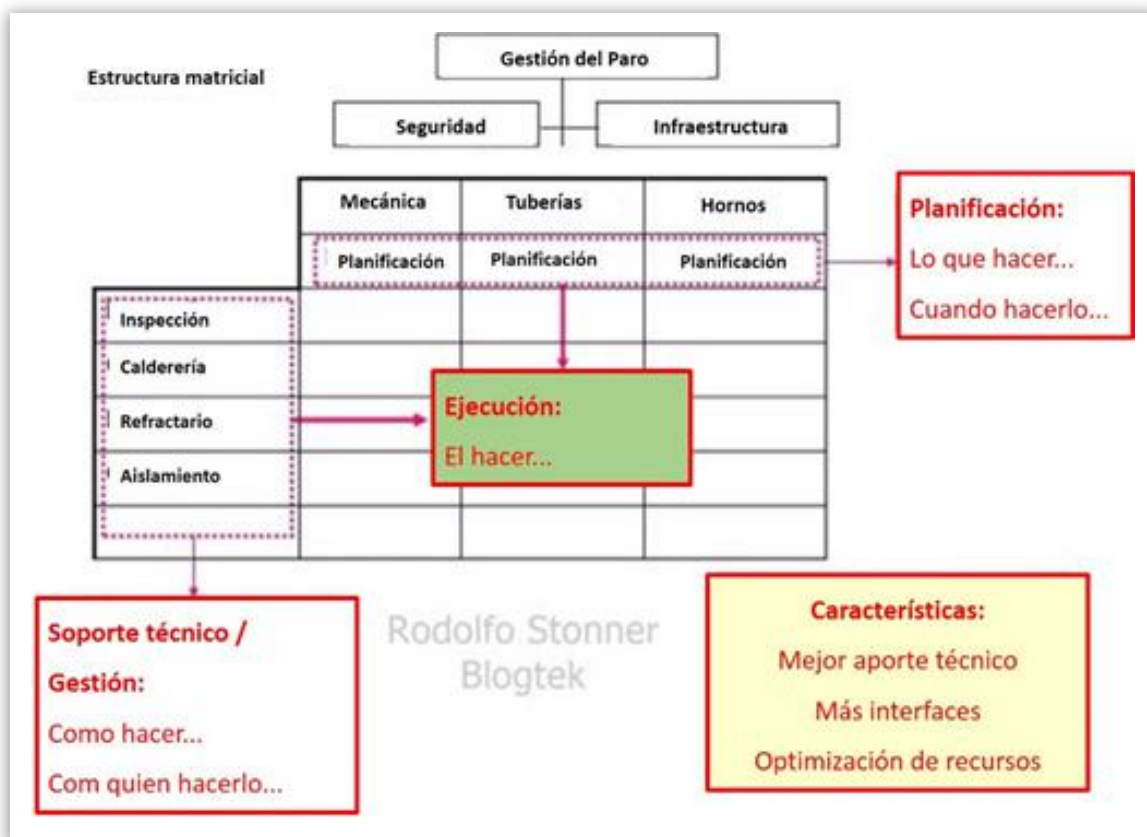 Gestión del Paro
Estructura matricial
Seguridad
Infraestructura
Mecánica
Tuberías
Hornos
Planificación
Planificación
Planificación
Planificación:
Lo que hacer...
Cuando hacerlo...
Inspección
Calderería
Refractario
Aislamiento
Ejecución:
El hacer...
Soporte técnico /
Gestión:
Como hacer...
Com quien hacerlo...
Rodolfo Stonner
Blogtek
Características:
Mejor aporte técnico
Más interfaces
Optimización de recursos